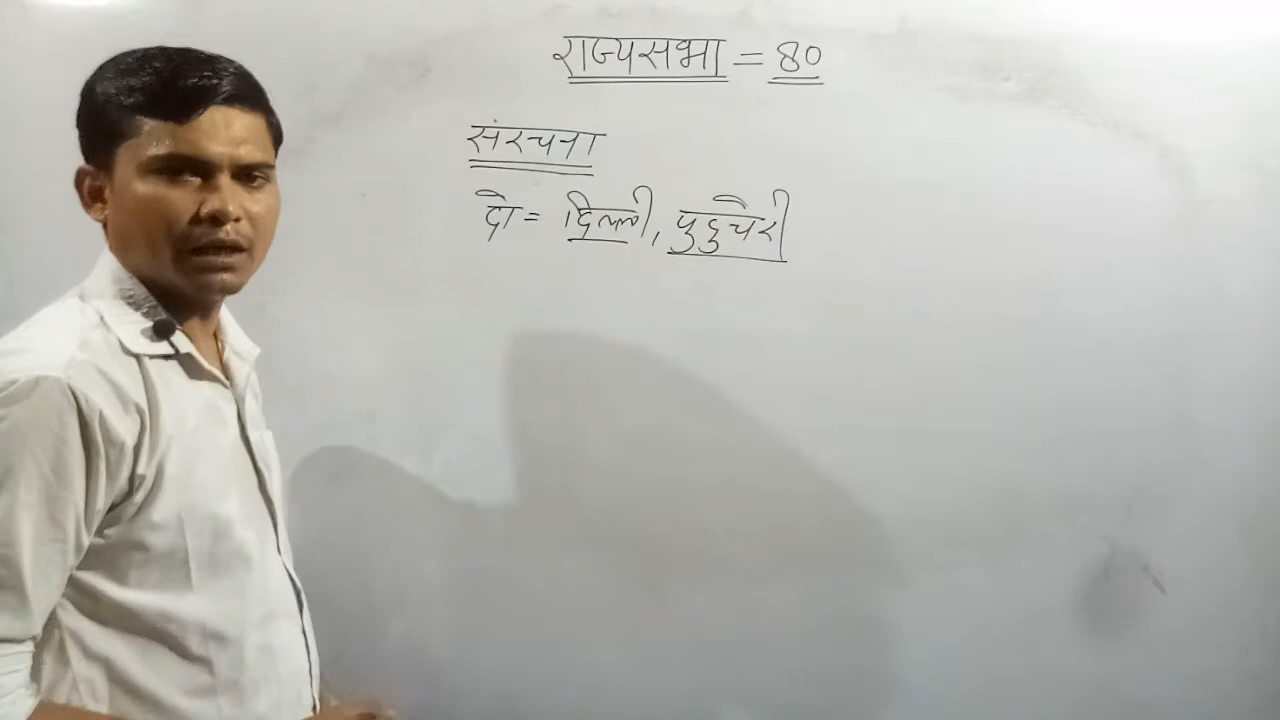 राज्यसभा = 80
संरचना
दो = दिल्ली, पुदुचेरी